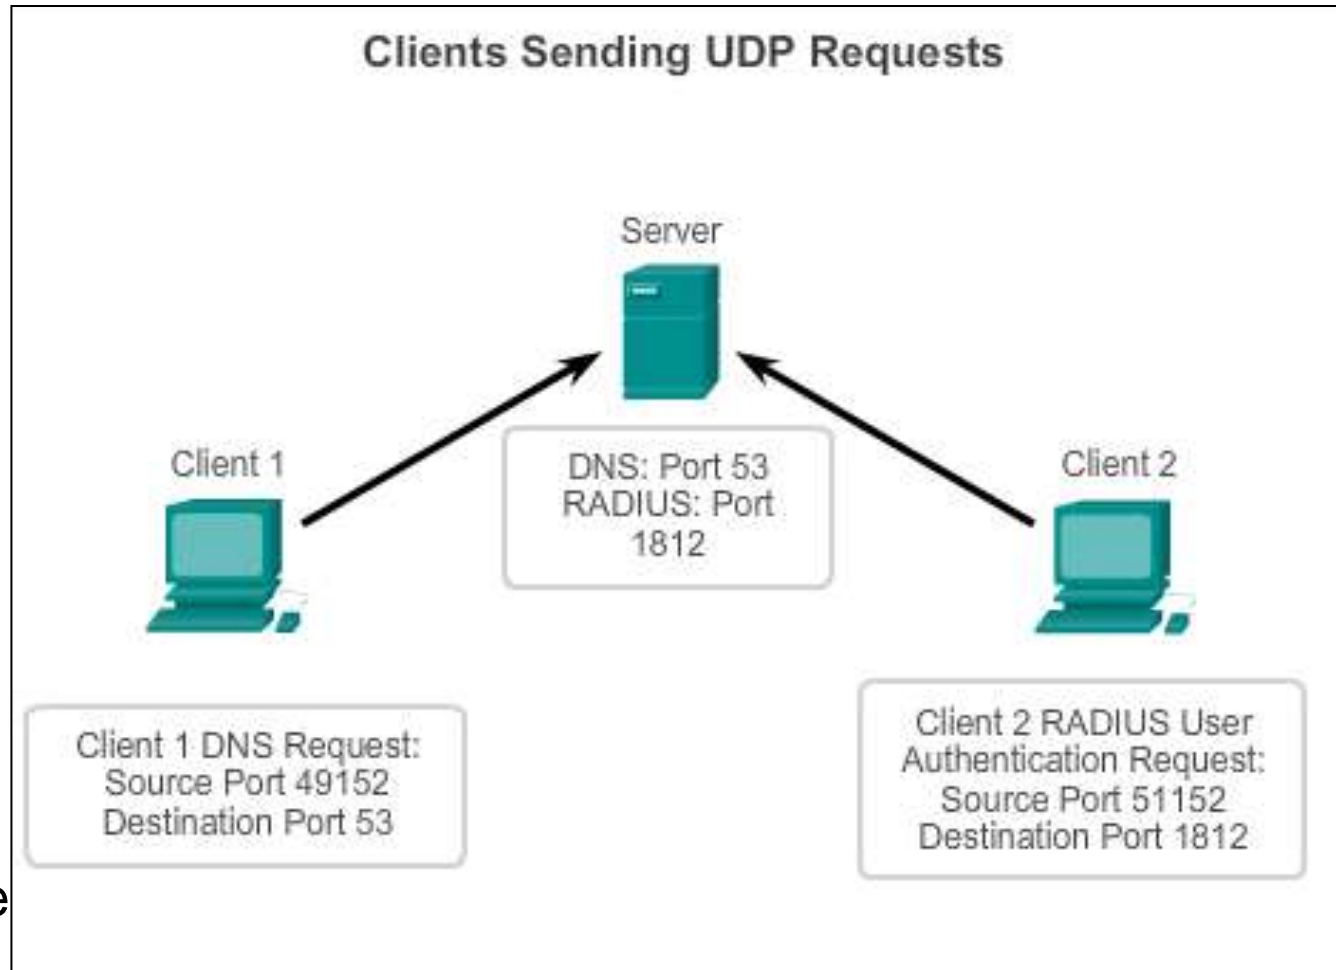 Clients Sending UDP Requests
Server
Client 1
DNS: Port 53
RADIUS: Port
1812
Client 2
Client 1 DNS Request:
Source Port 49152
Destination Port 53
Client 2 RADIUS User
Authentication Request:
Source Port 51152
Destination Port 1812
e